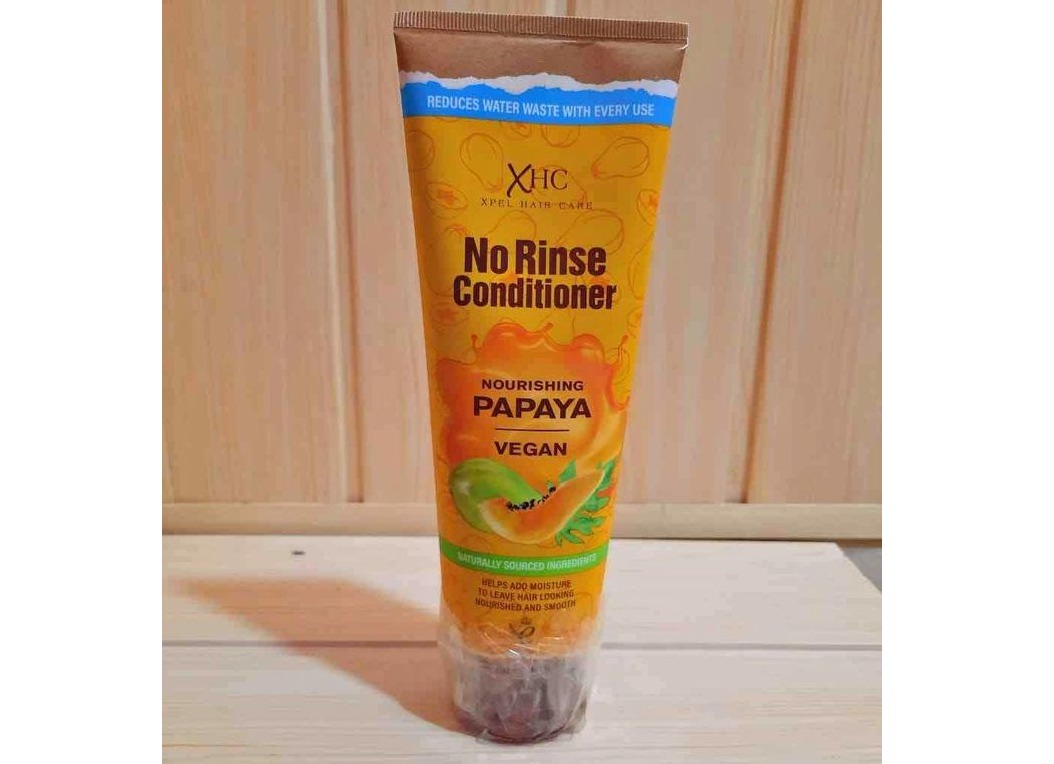 REDUCES WATER WASTE WITH EVERY USE
XHC
XPEL HAIR CARE
No Rinse
Conditioner
NOURISHING
PAPAYA
VEGAN
NATURALLY SOURCED INGREDIENTS
HELPS ADD MOISTURE
TO LEAVE HAIR LOOKING
NOURISHED AND SMOOTH